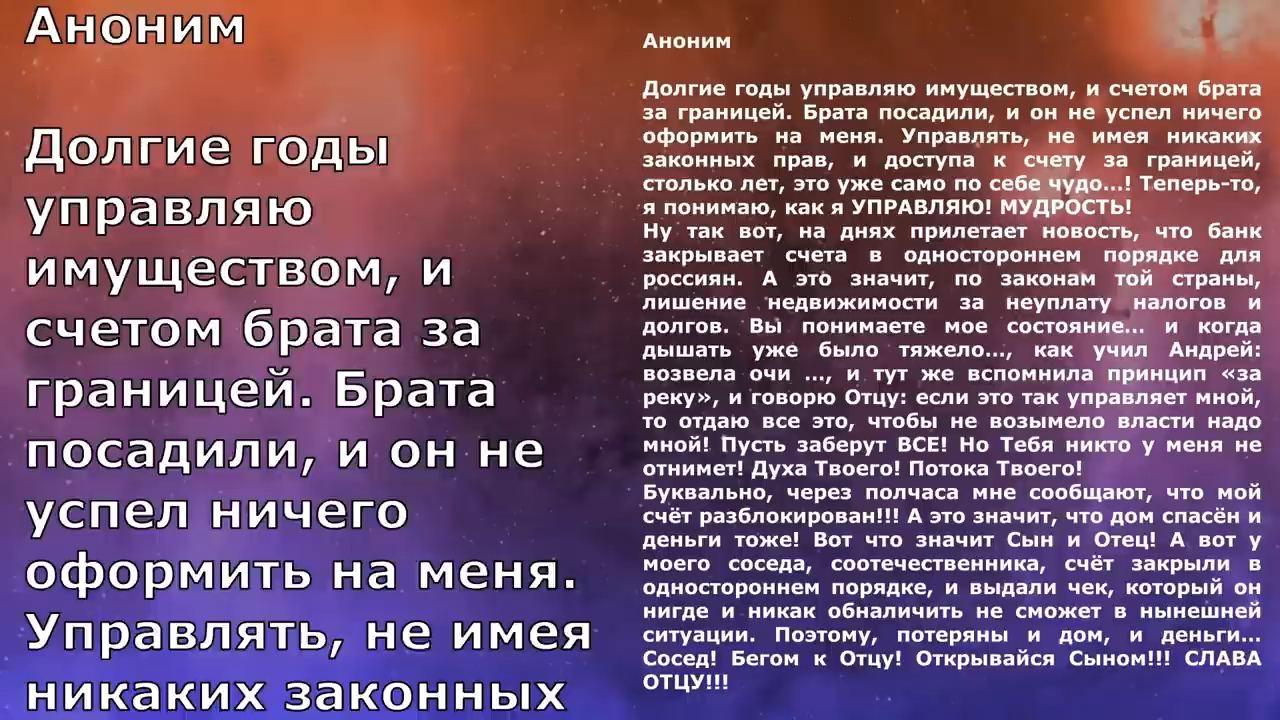 Аноним
Долгие годы
управляю
имуществом, и
счетом брата за
границей. Брата
посадили, и он не
успел ничего
оформить на меня.
Управлять, не имея
никаких законных
Аноним
Долгие годы управляю имуществом, и счетом брата
за границей. Брата посадили, и он не успел ничего
оформить на меня. Управлять, не имея никаких
законных прав, и доступа к счету за границей,
столько лет, это уже само по себе чудо...! Теперь-то,
я понимаю, как я УПРАВЛЯЮ! МУДРОСТЬ!
Ну так вот, на днях прилетает новость, что банк
закрывает счета в одностороннем порядке для
россиян. А это значит, по законам той страны,
лишение недвижимости за неуплату налогов и
долгов. Вы понимаете мое состояние... и когда
дышать уже было тяжело..., как учил Андрей:
возвела очи ..., и тут же вспомнила принцип «за
реку», и говорю Отцу: если это так управляет мной,
то отдаю все это, чтобы не возымело власти надо
мной! Пусть заберут ВСЕ! Но Тебя никто у меня не
отнимет! Духа Твоего! Потока Твоего!
Буквально, через полчаса мне сообщают, что мой
счёт разблокирован!!! А это значит, что дом спасён и
деньги тоже! Вот что значит Сын и Отец! А вот у
моего соседа, соотечественника, счёт закрыли в
одностороннем порядке, и выдали чек, который он
нигде и никак обналичить не сможет в нынешней
ситуации. Поэтому, потеряны и дом, и деньги...
Сосед! Бегом к Отцу! Открывайся Сыном!!! СЛАВА
ОТЦУ!!!